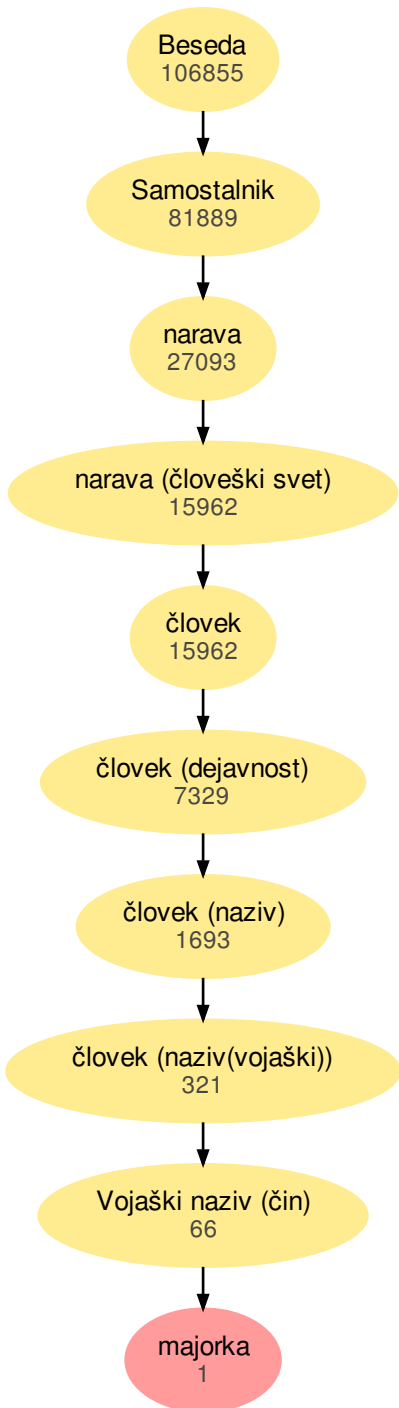 Beseda
106855
Samostalnik
81889
narava
27093
narava (človeški svet)
15962
človek
15962
človek (dejavnost)
7329
človek (naziv)
1693
človek (naziv(vojaški))
321
Vojaški naziv (čin)
66
majorka
1